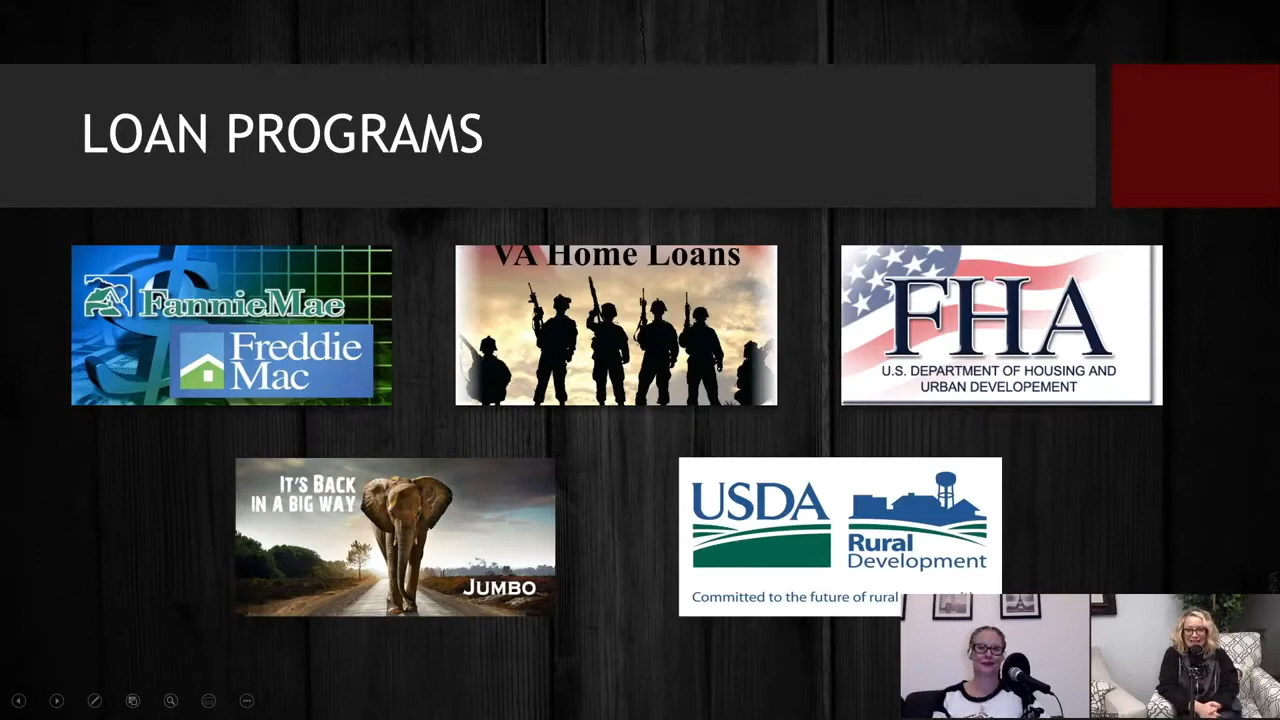 LOAN PROGRAMS
FannieMae
Freddie
Mac
VA Home Loans
FHA
U.S. DEPARTMENT OF HOUSING AND
URBAN DEVELOPEMENT
IT'S BACK
IN A BIG WAY
JUMBO
USDA
Rural
Development
Committed to the future of rural